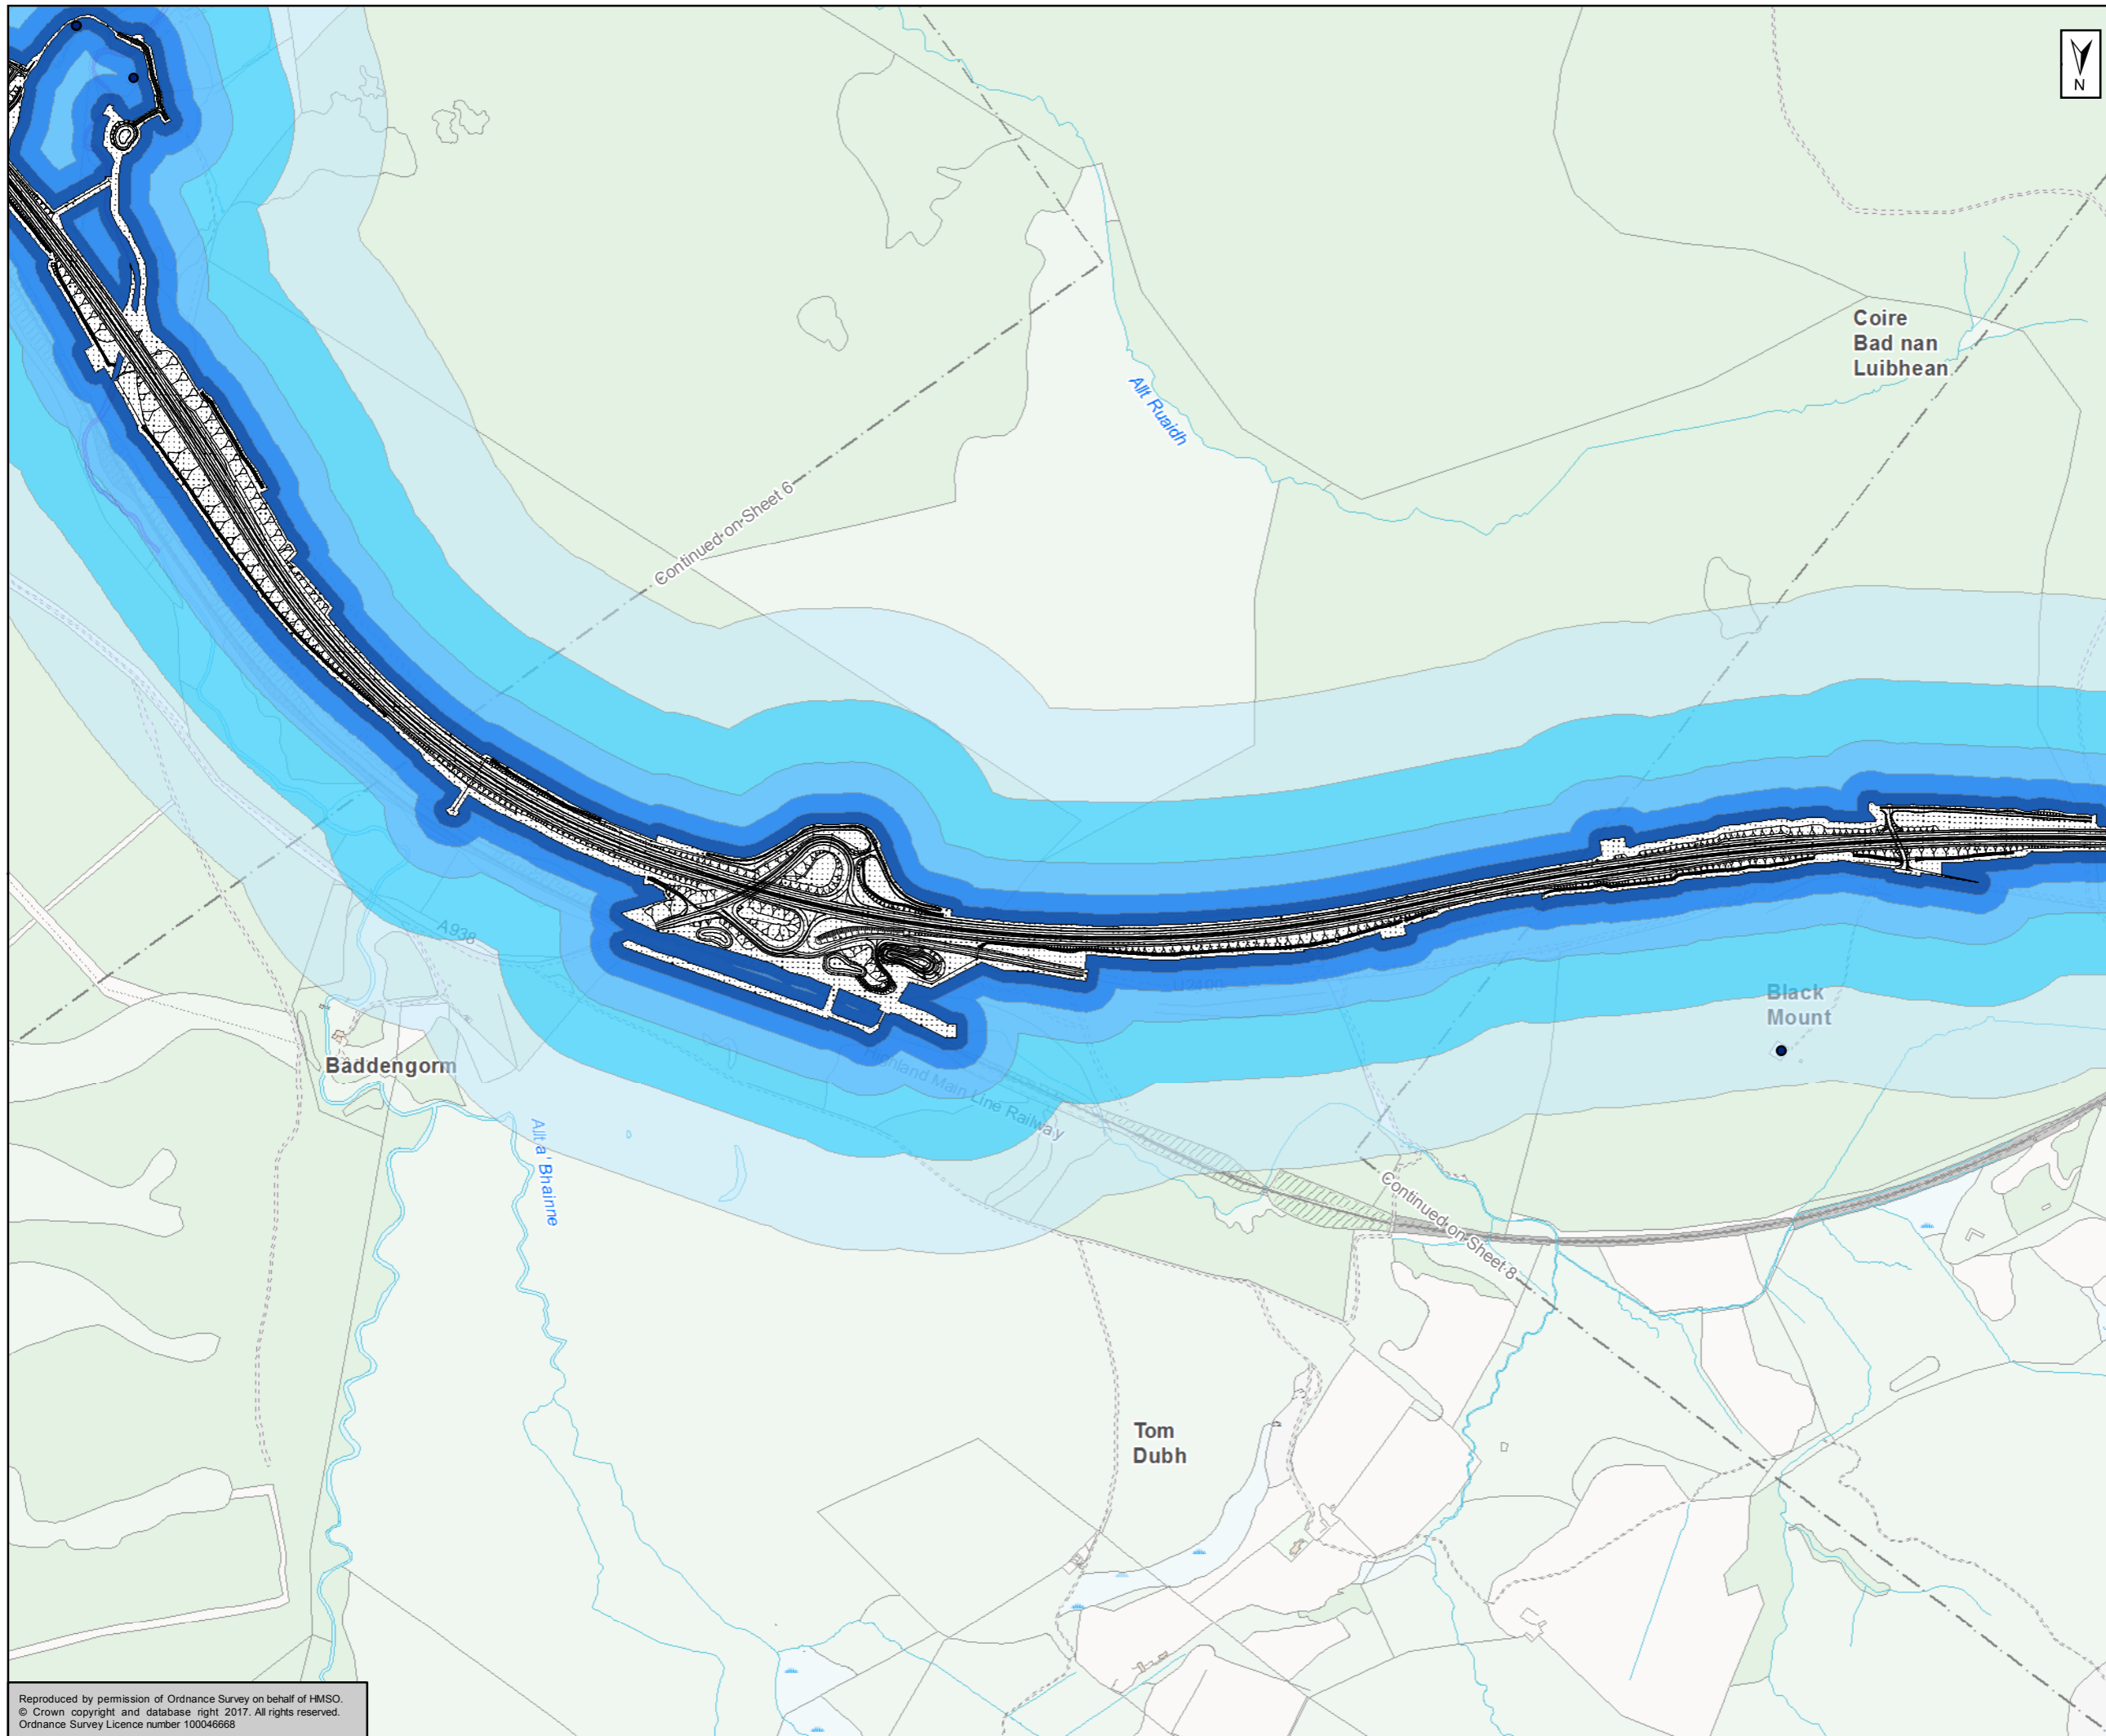 N
Coire
Bad nan
Luibhean
Allt Ruaidh
Continued on Sheet 6
A938
Black
Mount
Baddengorm
Highland Main Line Railway
Allt a' Bhainne
Continued on Sheet 8
Tom
Dubh
Reproduced by permission of Ordnance Survey on behalf of HMSO.
© Crown copyright and database right 2017. All rights reserved.
Ordnance Survey Licence number 100046668